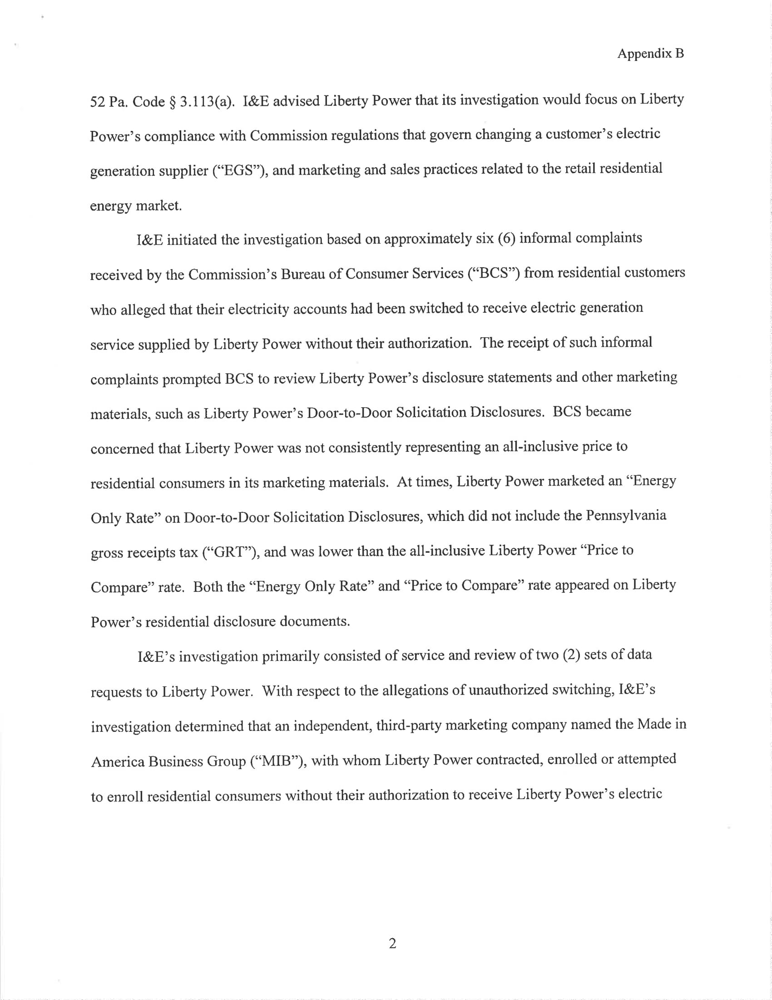 Appendix B
52 Pa. Code § 3.113(a).  I&E advised Liberty Power that its investigation would focus on Liberty
Power’s compliance with Commission regulations that govern changing a customer’s electric
generation supplier (“EGS”), and marketing and sales practices related to the retail residential
energy market.
I&E initiated the investigation based on approximately six (6) informal complaints
received by the Commission’s Bureau of Consumer Services (“BCS”) from residential customers
who alleged that their electricity accounts had been switched to receive electric generation
service supplied by Liberty Power without their authorization.  The receipt of such informal
complaints prompted BCS to review Liberty Power’s disclosure statements and other marketing
materials, such as Liberty Power’s Door-to-Door Solicitation Disclosures.  BCS became
concerned that Liberty Power was not consistently representing an all-inclusive price to
residential consumers in its marketing materials.  At times, Liberty Power marketed an “Energy
Only Rate” on Door-to-Door Solicitation Disclosures, which did not include the Pennsylvania
gross receipts tax (“GRT”), and was lower than the all-inclusive Liberty Power “Price to
Compare” rate.  Both the “Energy Only Rate” and “Price to Compare” rate appeared on Liberty
Power’s residential disclosure documents.
I&E’s investigation primarily consisted of service and review of two (2) sets of data
requests to Liberty Power.  With respect to the allegations of unauthorized switching, I&E’s
investigation determined that an independent, third-party marketing company named the Made in
America Business Group (“MIB”), with whom Liberty Power contracted, enrolled or attempted
to enroll residential consumers without their authorization to receive Liberty Power’s electric
2